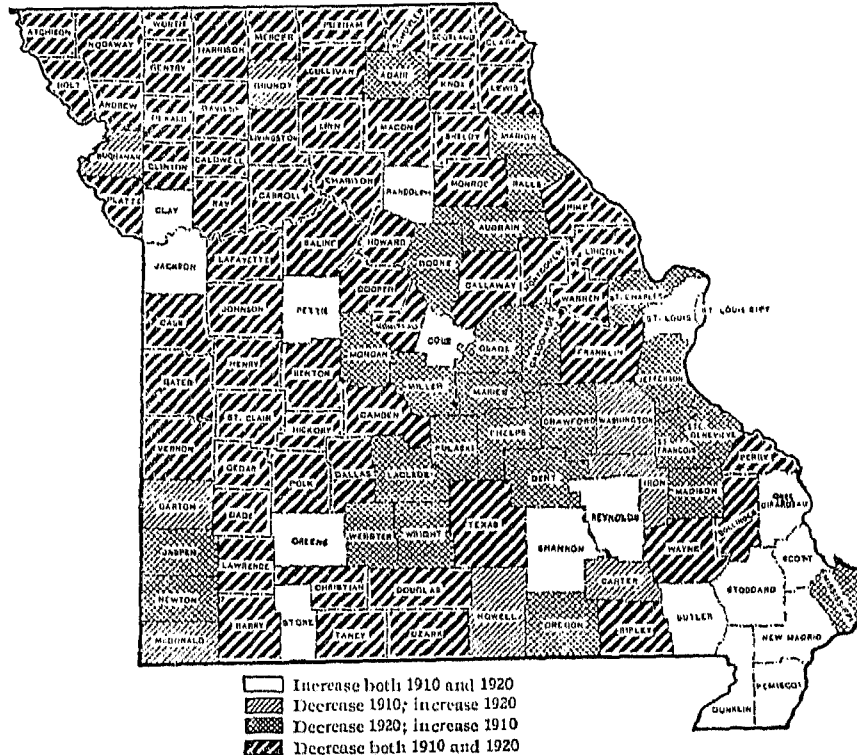 ATCHISON NODAWAY WORTH HARRISON MERCER PUTNAM SCHUYLER SCOTLAND CLARK
GENTRY SULLIVAN ADAIR KNOX LEWIS
HOLT ANDREW DEKALB DAVIESS GRUNDY
LIVINGSTON LINN MACON SHELBY MARION
BUCHANAN CLINTON CALDWELL
PLATTE CLAY RAY CARROLL CHARITON RANDOLPH MONROE RALLS
PIKE
AUDRAIN
JACKSON LAFAYETTE SALINE HOWARD BOONE LINCOLN
COOPER CALLAWAY MONTGOMERY WARREN ST. CHARLES
CASS JOHNSON PETTIS MONITEAU COLE ST. LOUIS ST. LOUIS CITY
OSAGE GASCONADE FRANKLIN
BATES HENRY BENTON MORGAN MILLER MARIES JEFFERSON
ST. CLAIR HICKORY CAMDEN
VERNON CEDAR POLK DALLAS LACLEDE PULASKI PHELPS CRAWFORD WASHINGTON ST. FRANCOIS STE. GENEVIEVE
PERRY
BARTON DADE DENT IRON MADISON BOLLINGER CAPE GIRARDEAU
JASPER GREENE WEBSTER WRIGHT TEXAS SHANNON REYNOLDS WAYNE
LAWRENCE SCOTT
NEWTON CHRISTIAN DOUGLAS CARTER STODDARD
MCDONALD BARRY STONE TANEY OZARK HOWELL OREGON RIPLEY BUTLER NEW MADRID
DUNKLIN PEMISCOT
Increase both 1910 and 1920
Decrease 1910; increase 1920
Decrease 1920; increase 1910
Decrease both 1910 and 1920